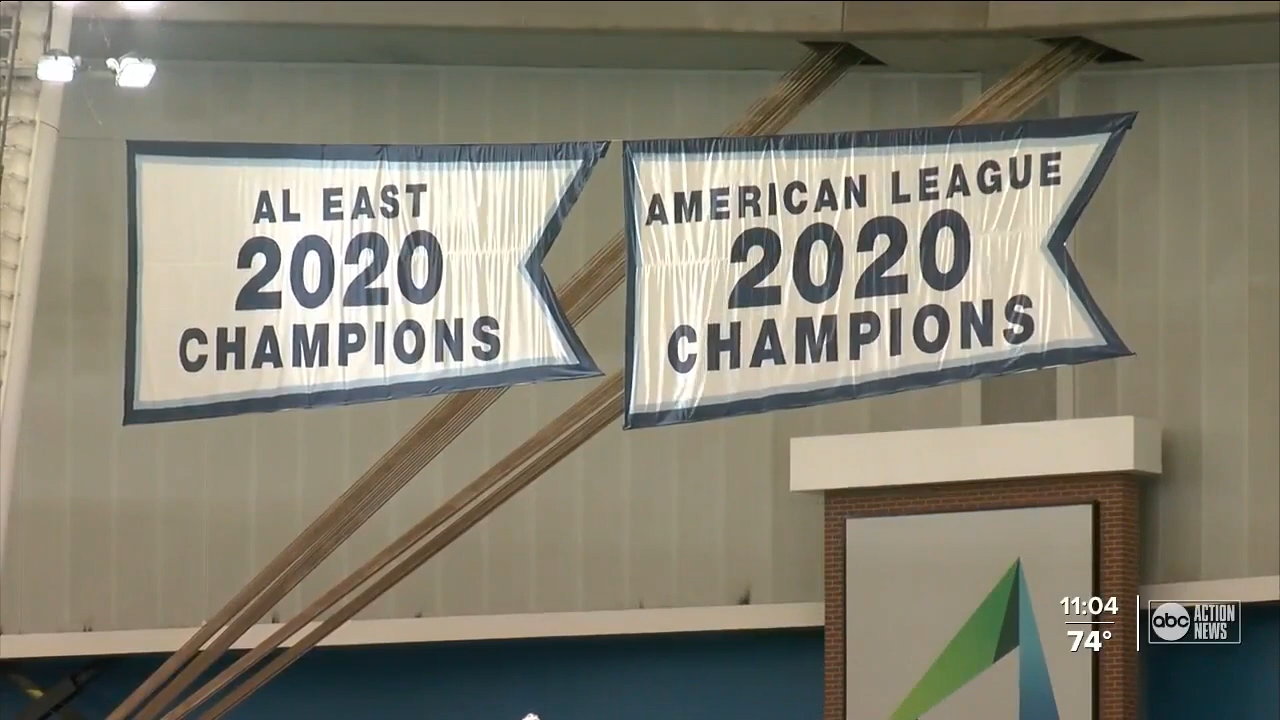 AL EAST
2020
CHAMPIONS
AMERICAN LEAGUE
2020
CHAMPIONS
11:04
74°
abc ACTION NEWS